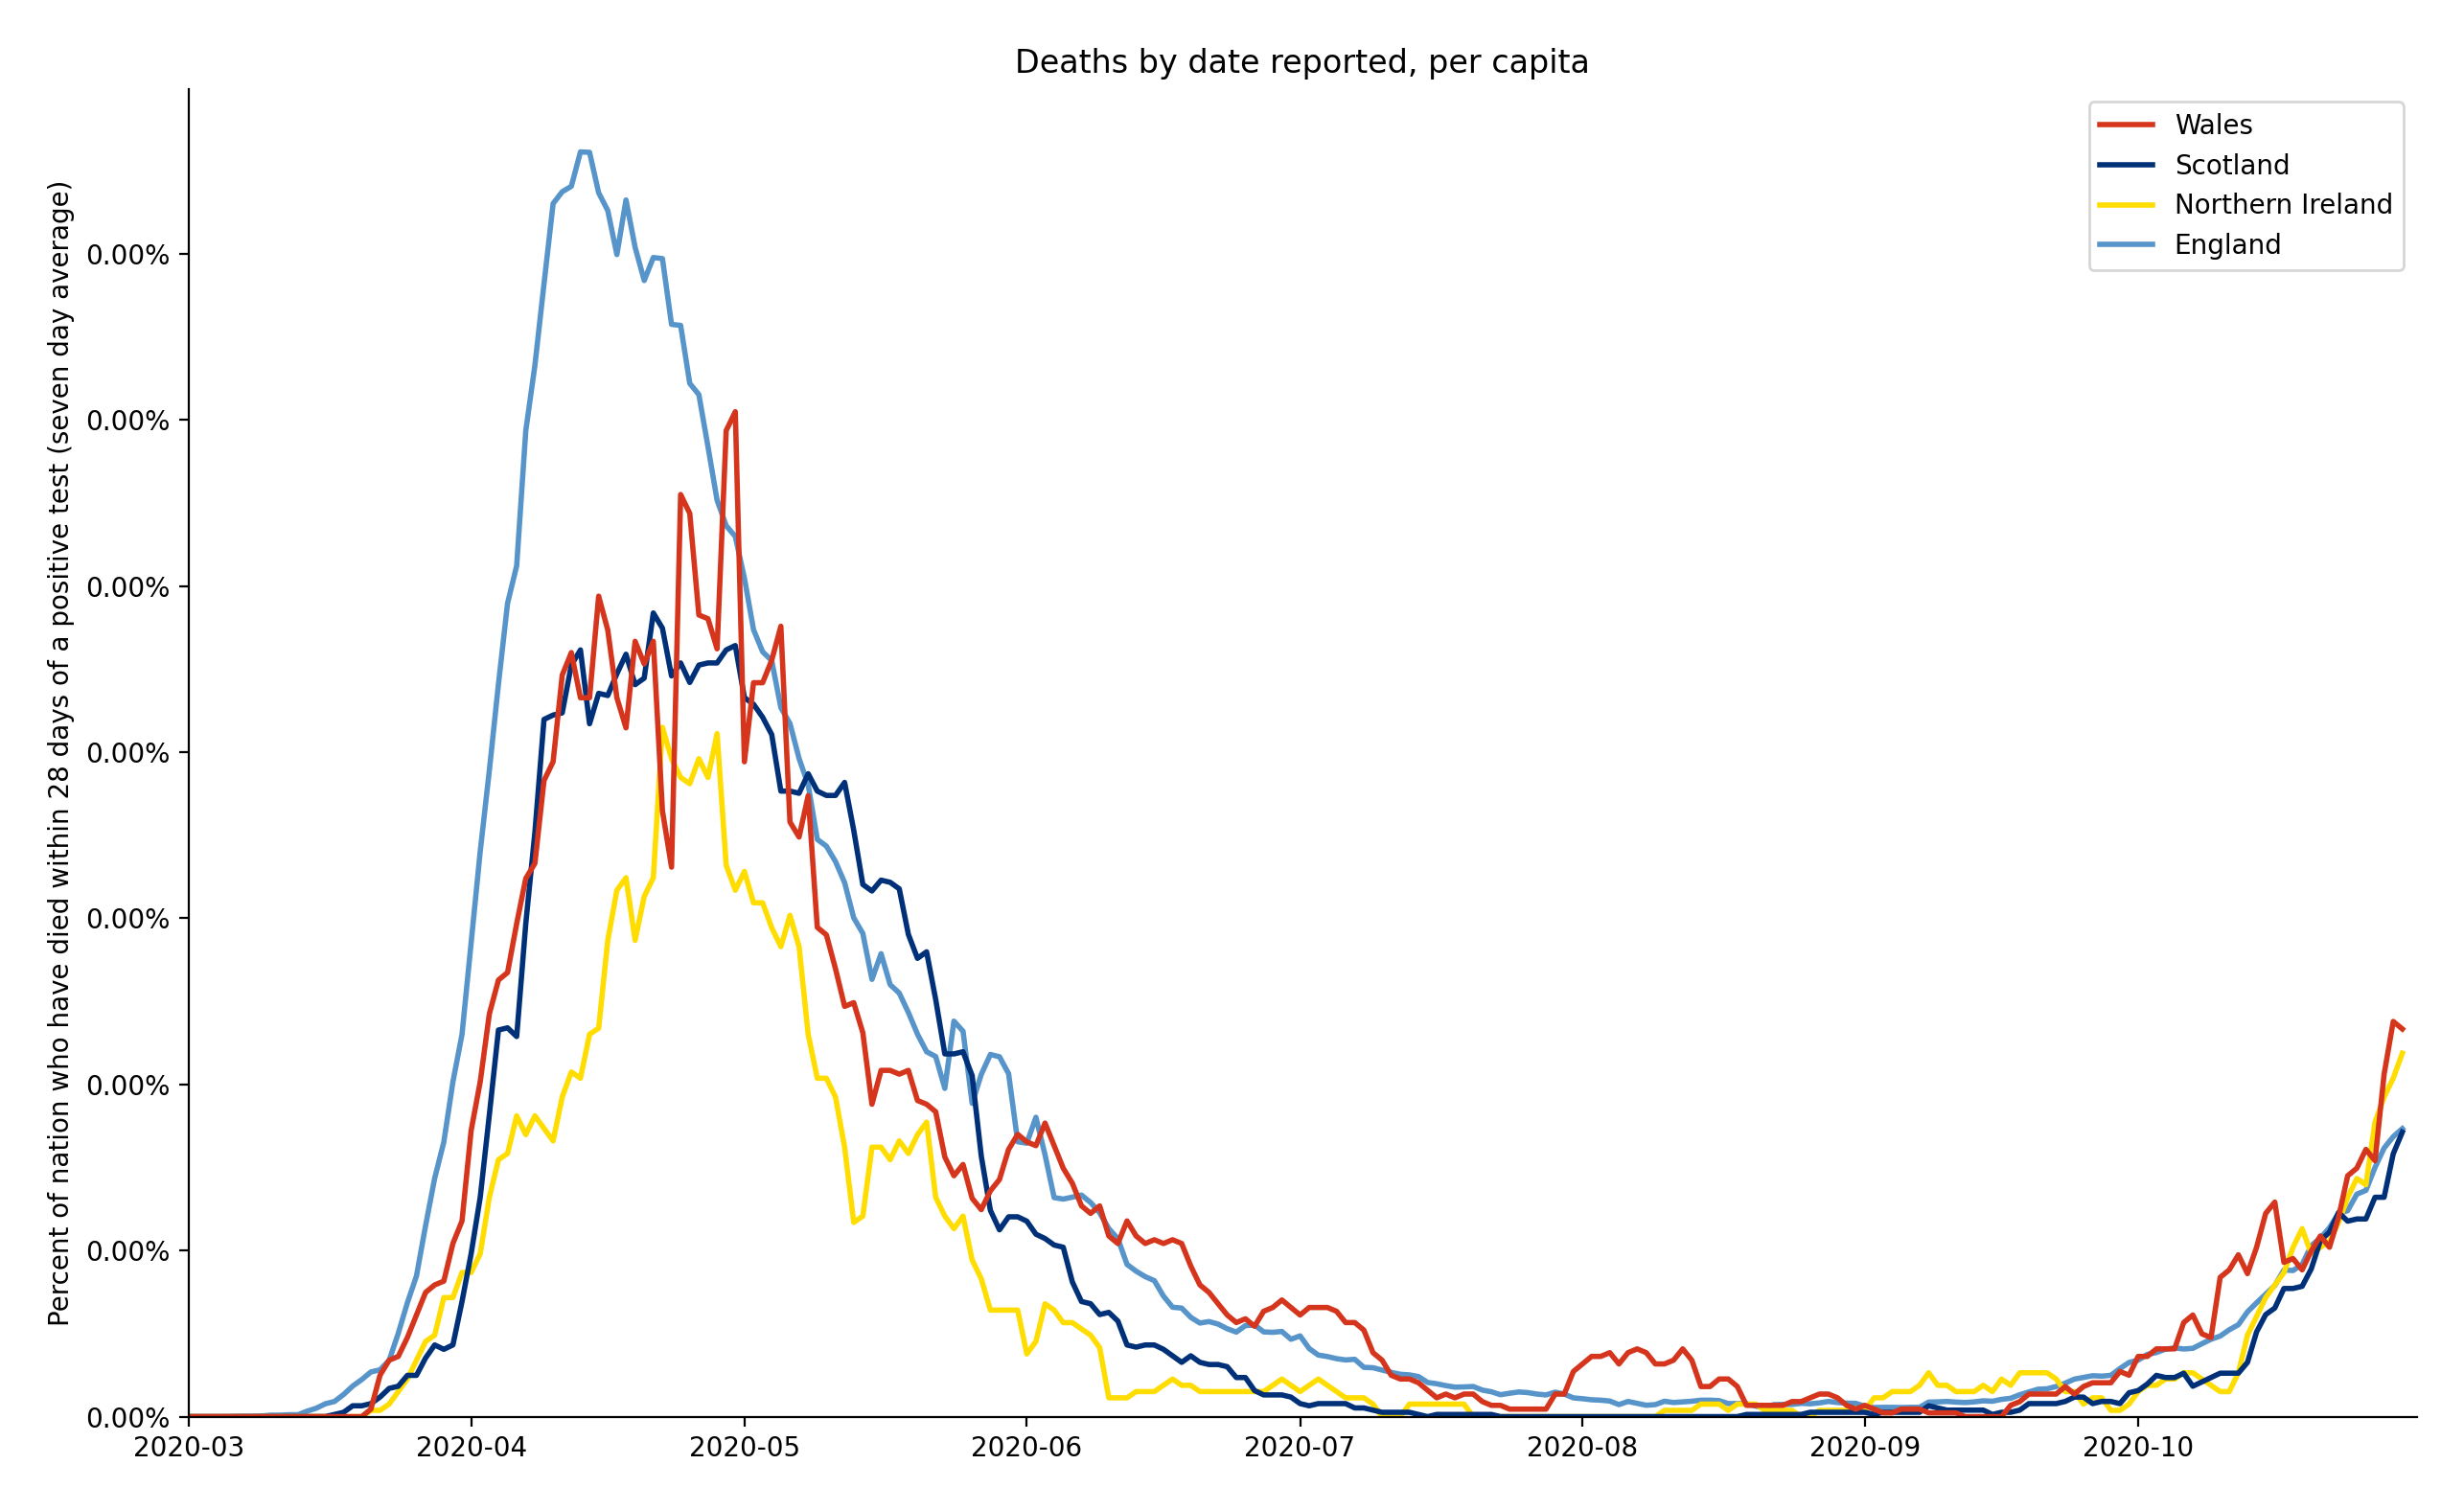 Deaths by date reported, per capita
Percent of nation who have died within 28 days of a positive test (seven day average)
0.00%
0.00%
0.00%
0.00%
0.00%
0.00%
0.00%
0.00%
2020-03 2020-04 2020-05 2020-06 2020-07 2020-08 2020-09 2020-10
Wales
Scotland
Northern Ireland
England